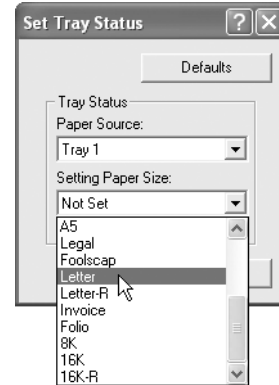 Set Tray Status
Defaults
Tray Status
Paper Source:
Tray 1
Setting Paper Size:
Not Set
A5
Legal
Foolscap
Letter
Letter-R
Invoice
Folio
8K
16K
16K-R